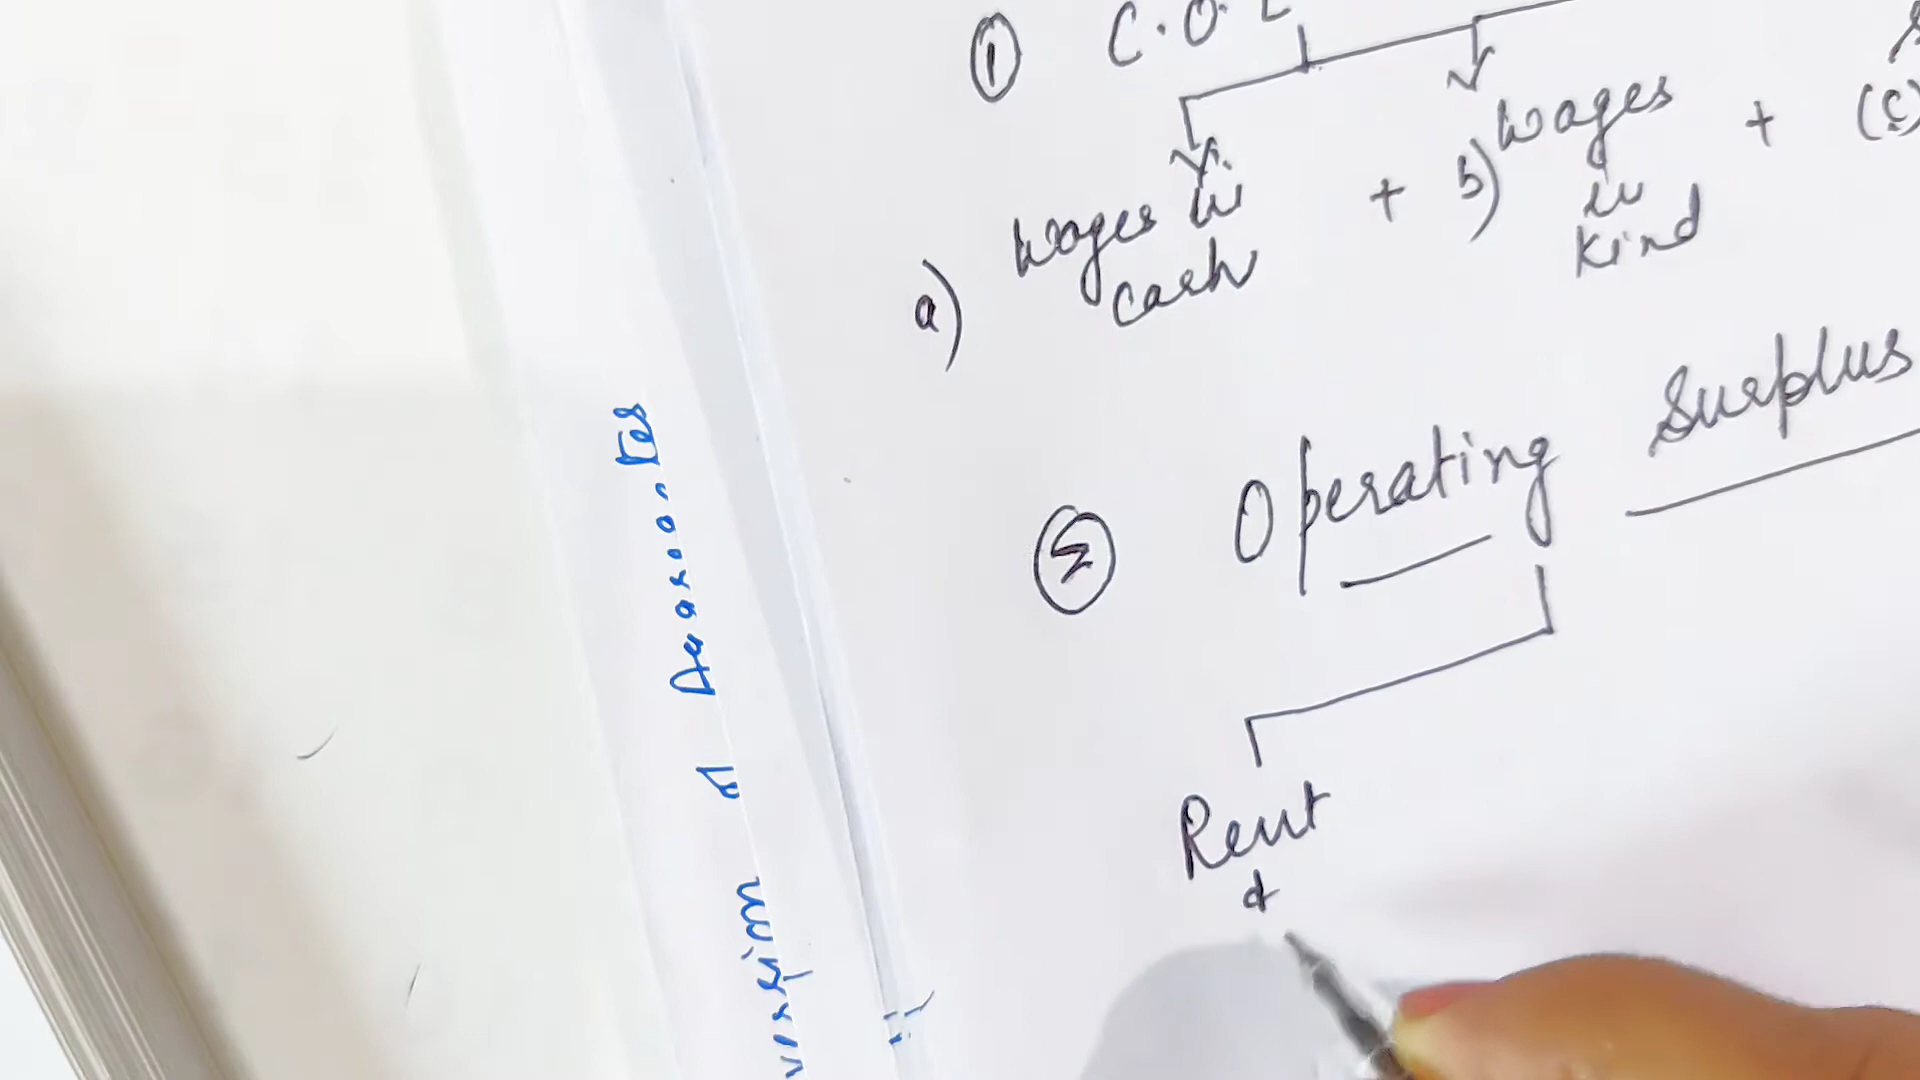 ① C.O.E
a) Wages in cash + b) Wages in Kind + (c)
② Operating Surplus
Rent
&